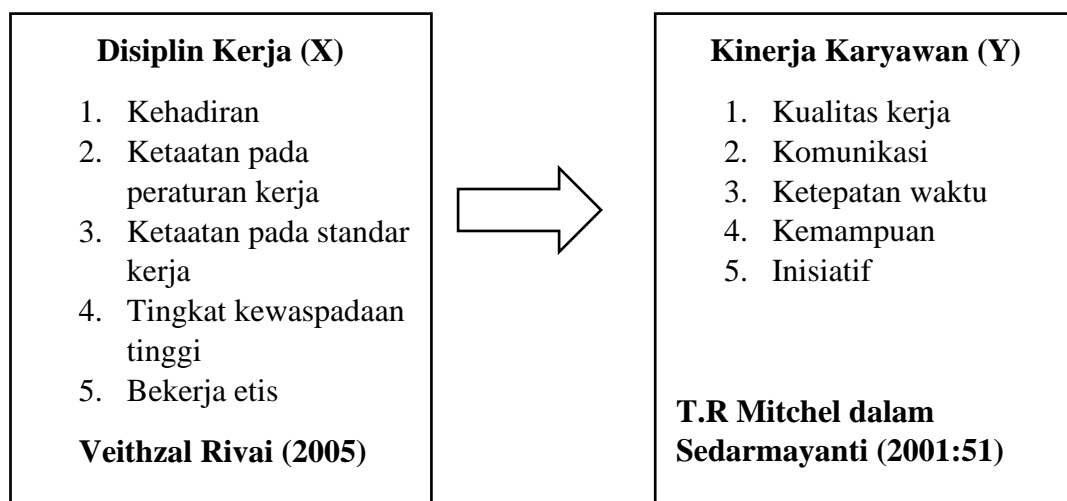 Disiplin Kerja (X)
1. Kehadiran
2. Ketaatan pada
peraturan kerja
3. Ketaatan pada standar
kerja
4. Tingkat kewaspadaan
tinggi
5. Bekerja etis
Veithzal Rivai (2005)
Kinerja Karyawan (Y)
1. Kualitas kerja
2. Komunikasi
3. Ketepatan waktu
4. Kemampuan
5. Inisiatif
T.R Mitchel dalam
Sedarmayanti (2001:51)